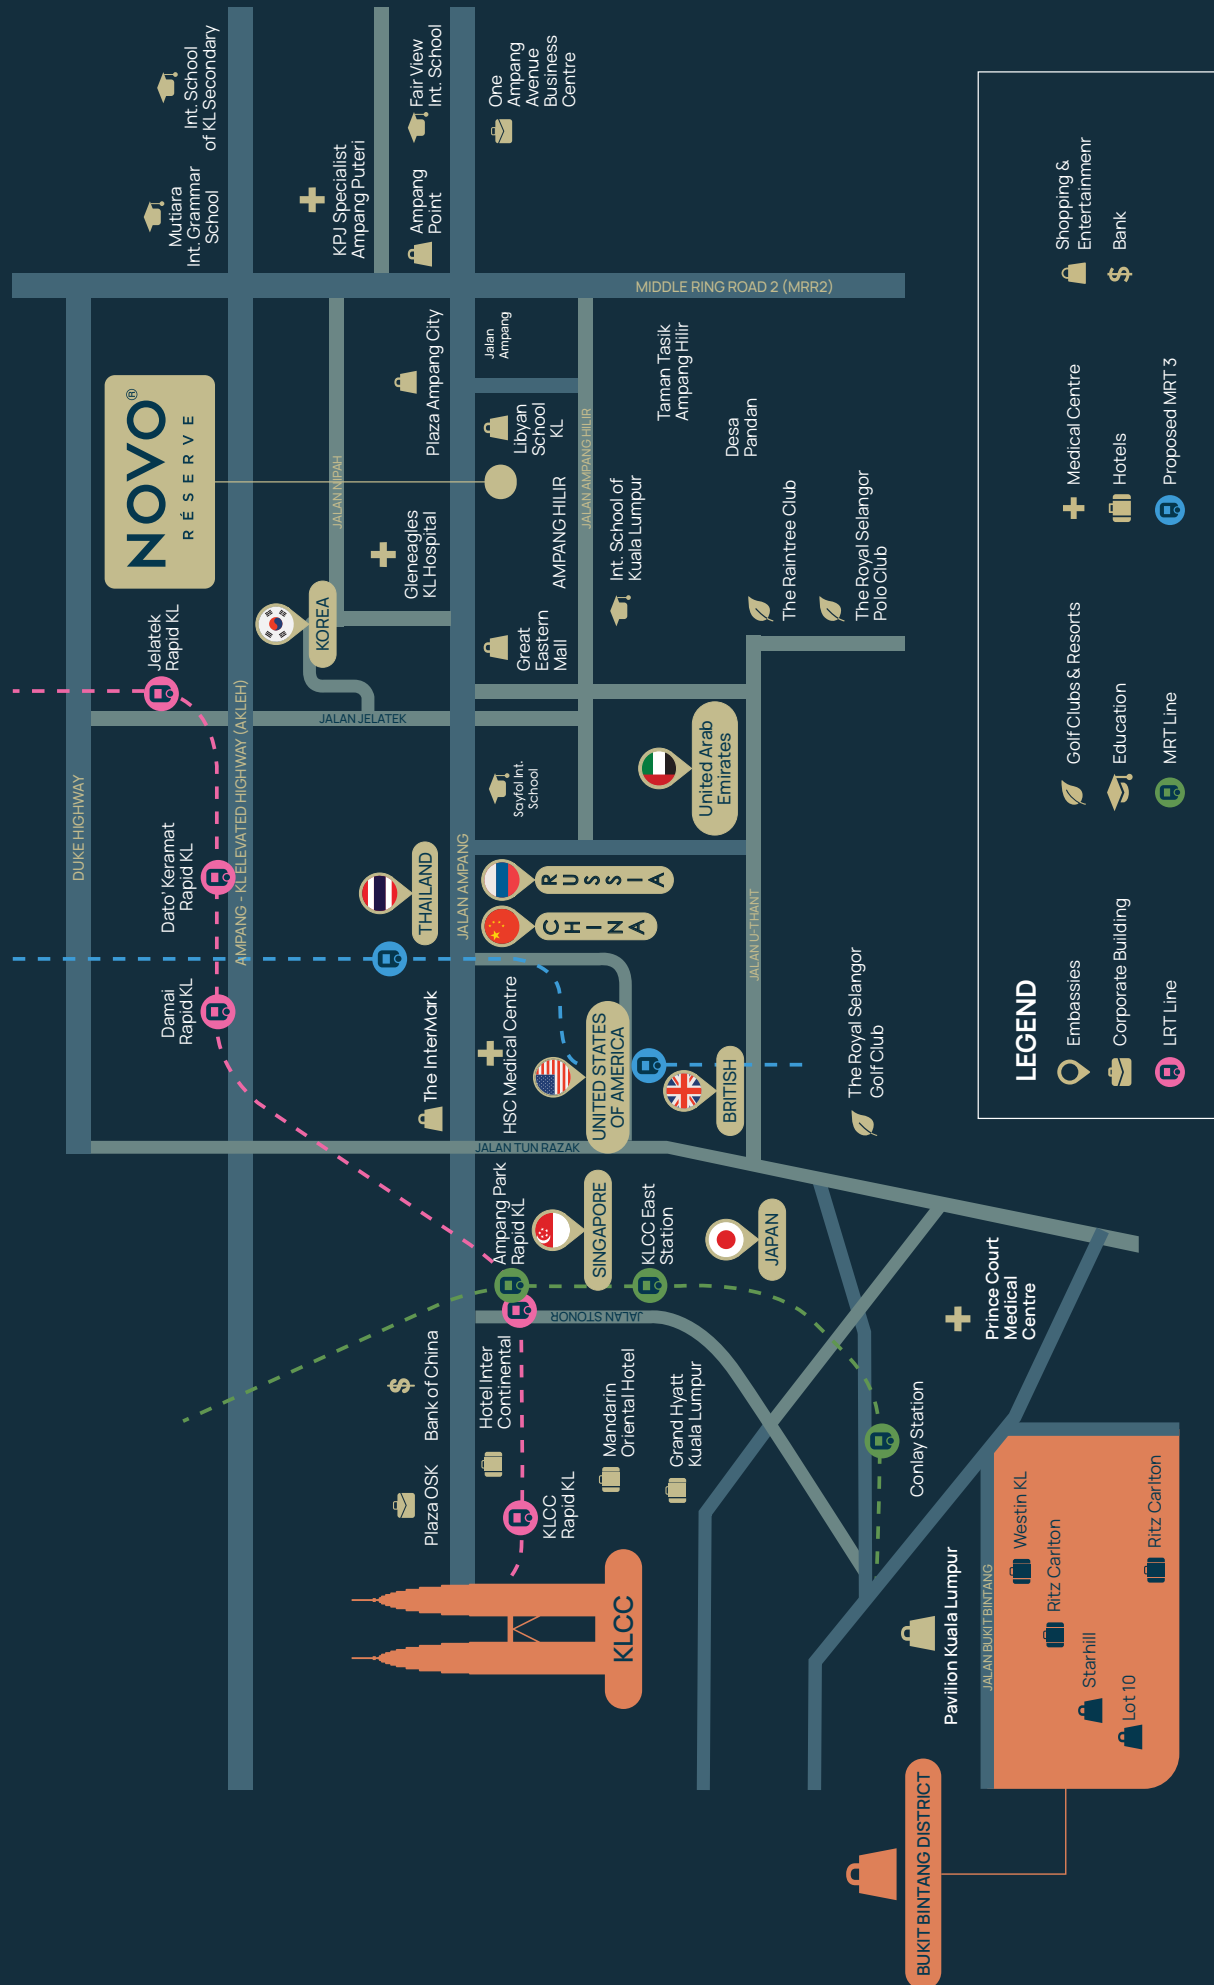 DUKE HIGHWAY
NOVO®
RÉSERVE
Damai
Rapid KL
Dato' Keramat
Rapid KL
Jelatek
Rapid KL
Mutiara
Int. Grammar
School
Int. School
of KL Secondary
AMPANG - KL ELEVATED HIGHWAY (AKLEH)
KOREA
JALAN NIPAH
KPJ Specialist
Ampang Puteri
JALAN JELATEK
Plaza OSK
Bank of China
The InterMark
THAILAND
Gleneagles
KL Hospital
Plaza Ampang City
Ampang
Point
Fair View
Int. School
JALAN AMPANG
JALAN TUN RAZAK
Hotel Inter
Continental
Ampang Park
Rapid KL
HSC Medical Centre
CHINA
RUSSIA
Sayfol Int.
School
Great
Eastern
Mall
AMPANG HILIR
Libyan
School
KL
Jalan
Ampang
One
Ampang
Avenue
Business
Centre
KLCC
Rapid KL
JALAN STONOR
SINGAPORE
UNITED STATES
OF AMERICA
JALAN AMPANG HILIR
KLCC
Mandarin
Oriental Hotel
KLCC East
Station
Int. School of
Kuala Lumpur
MIDDLE RING ROAD 2 (MRR2)
Grand Hyatt
Kuala Lumpur
BRITISH
United Arab
Emirates
Taman Tasik
Ampang Hilir
JAPAN
JALAN U-THANT
Desa
Pandan
The Raintree Club
The Royal Selangor
Golf Club
The Royal Selangor
Polo Club
Conlay Station
Pavilion Kuala Lumpur
Prince Court
Medical
Centre
BUKIT BINTANG DISTRICT
JALAN BUKIT BINTANG
Westin KL
Ritz Carlton
Starhill
Lot 10
Ritz Carlton
LEGEND
Embassies
Golf Clubs & Resorts
Medical Centre
Shopping &
Entertainmenr
Corporate Building
Education
Hotels
Bank
LRT Line
MRT Line
Proposed MRT 3